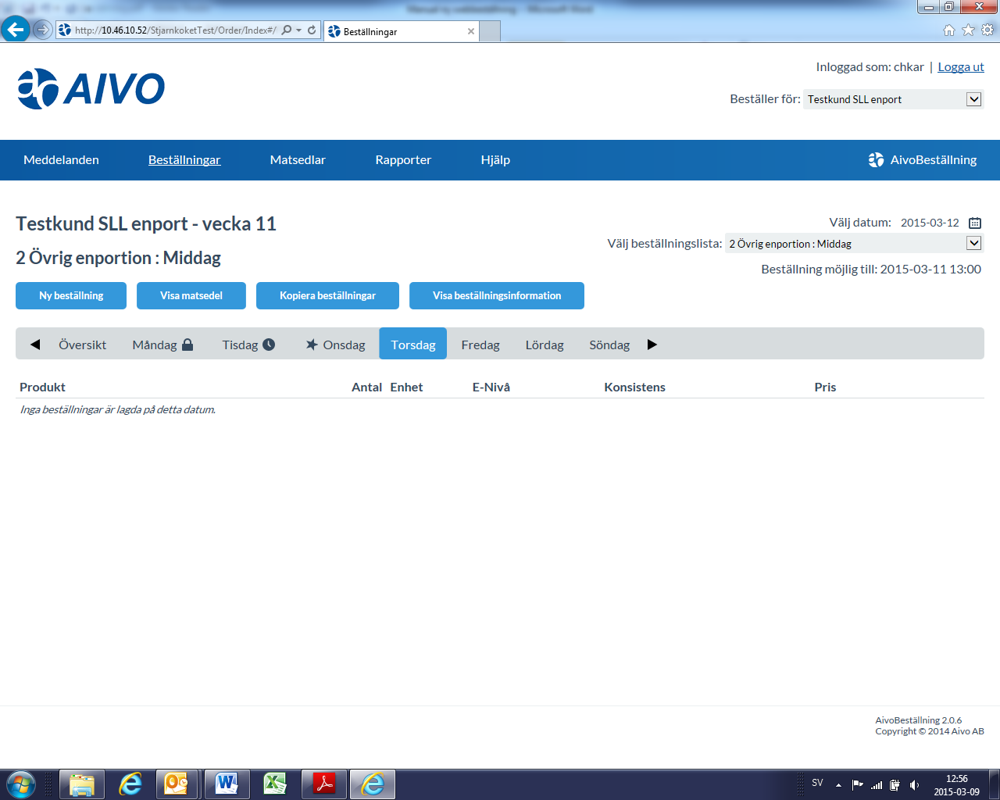 Manual ny webbeställning - Microsoft Word
http://10.46.10.52/StjarnkoketTest/Order/Index#/
Beställningar
AIVO
Inloggad som: chkar | Logga ut
Beställer för: Testkund SLL enport
Meddelanden Beställningar Matsedlar Rapporter Hjälp AivoBeställning
Testkund SLL enport - vecka 11
Välj datum: 2015-03-12
Välj beställningslista: 2 Övrig enportion : Middag
2 Övrig enportion : Middag
Beställning möjlig till: 2015-03-11 13:00
Ny beställning Visa matsedel Kopiera beställningar Visa beställningsinformation
Översikt Måndag Tisdag Onsdag Torsdag Fredag Lördag Söndag
Produkt Antal Enhet E-Nivå Konsistens Pris
Inga beställningar är lagda på detta datum.
AivoBeställning 2.0.6
Copyright © 2014 Aivo AB
SV
12:56
2015-03-09